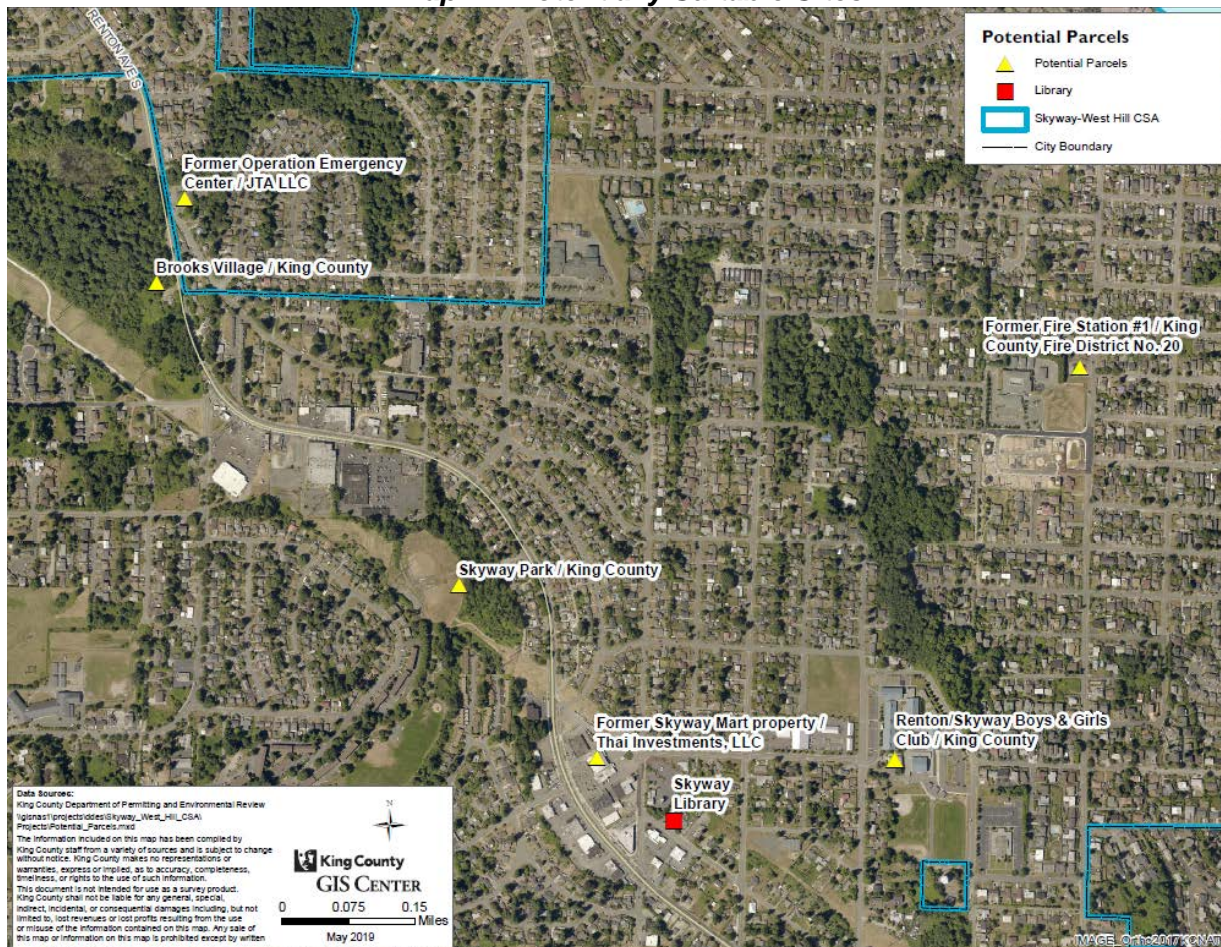 RENTON AVE S
Potential Parcels
Potential Parcels
Library
Skyway-West Hill CSA
City Boundary
Former Operation Emergency
Center / JTA LLC
Brooks Village / King County
Former Fire Station #1 / King
County Fire District No. 20
Skyway Park / King County
Former Skyway Mart property /
Thai Investments, LLC
Renton/Skyway Boys & Girls
Club / King County
Skyway
Library
Data Sources:
King County Department of Permitting and Environmental Review
\\gisnas1\projects\ddes\Skyway_West_Hill_CSA\
Projects\Potential_Parcels.mxd
The information included on this map has been compiled by
King County staff from a variety of sources and is subject to change
without notice. King County makes no representations or
warranties, express or implied, as to accuracy, completeness,
timeliness, or rights to the use of such information.
This document is not intended for use as a survey product.
King County shall not be liable for any general, special,
indirect, incidental, or consequential damages including, but not
limited to, lost revenues or lost profits resulting from the use
or misuse of the information contained on this map. Any sale of
this map or information on this map is prohibited except by written
N
King County
GIS CENTER
0 0.075 0.15
Miles
May 2019